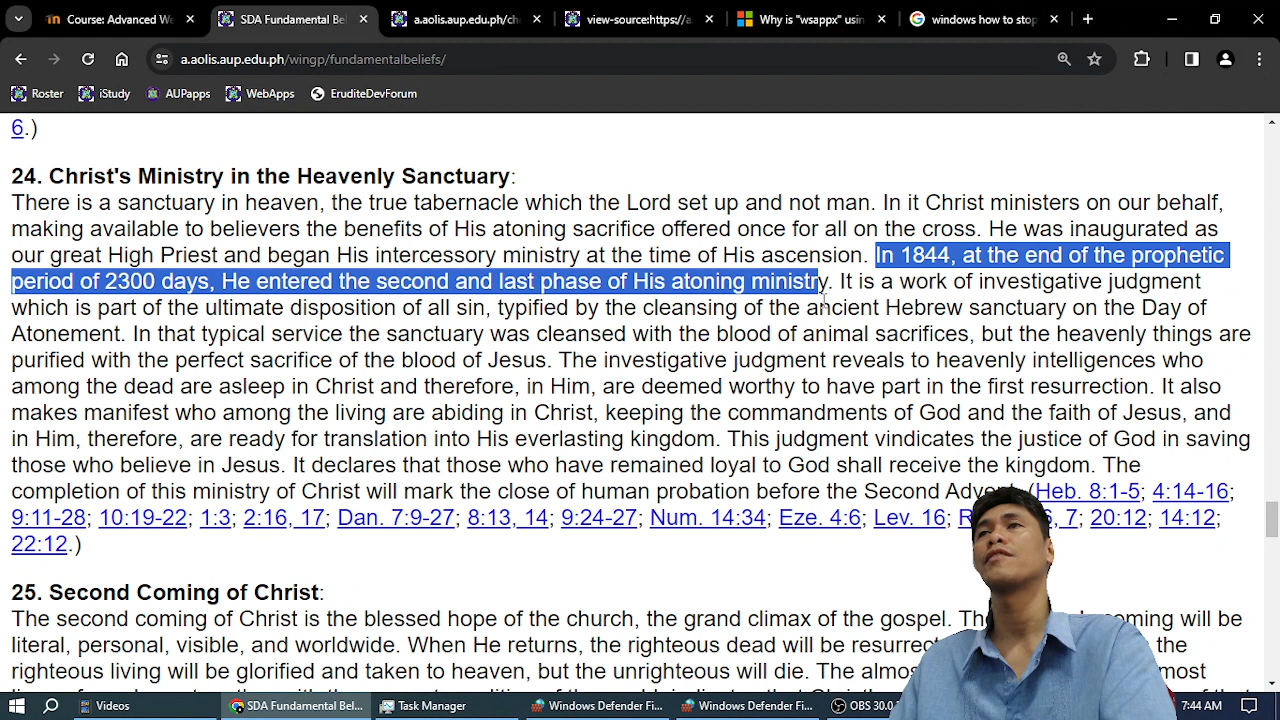 Course: Advanced We
SDA Fundamental Bel
a.aolis.aup.edu.ph/che
view-source:https://a.
Why is "wsappx" usin
windows how to stop
a.aolis.aup.edu.ph/wingp/fundamentalbeliefs/
Roster
iStudy
AUPapps
WebApps
EruditeDevForum
6.)
24. Christ's Ministry in the Heavenly Sanctuary:
There is a sanctuary in heaven, the true tabernacle which the Lord set up and not man. In it Christ ministers on our behalf,
making available to believers the benefits of His atoning sacrifice offered once for all on the cross. He was inaugurated as
our great High Priest and began His intercessory ministry at the time of His ascension. In 1844, at the end of the prophetic
period of 2300 days, He entered the second and last phase of His atoning ministry. It is a work of investigative judgment
which is part of the ultimate disposition of all sin, typified by the cleansing of the ancient Hebrew sanctuary on the Day of
Atonement. In that typical service the sanctuary was cleansed with the blood of animal sacrifices, but the heavenly things are
purified with the perfect sacrifice of the blood of Jesus. The investigative judgment reveals to heavenly intelligences who
among the dead are asleep in Christ and therefore, in Him, are deemed worthy to have part in the first resurrection. It also
makes manifest who among the living are abiding in Christ, keeping the commandments of God and the faith of Jesus, and
in Him, therefore, are ready for translation into His everlasting kingdom. This judgment vindicates the justice of God in saving
those who believe in Jesus. It declares that those who have remained loyal to God shall receive the kingdom. The
completion of this ministry of Christ will mark the close of human probation before the Second Advent. (Heb. 8:1-5; 4:14-16;
9:11-28; 10:19-22; 1:3; 2:16, 17; Dan. 7:9-27; 8:13, 14; 9:24-27; Num. 14:34; Eze. 4:6; Lev. 16; 6, 7; 20:12; 14:12;
22:12.)
25. Second Coming of Christ:
The second coming of Christ is the blessed hope of the church, the grand climax of the gospel. The coming will be
literal, personal, visible, and worldwide. When He returns, the righteous dead will be resurrect the
righteous living will be glorified and taken to heaven, but the unrighteous will die. The almos most
Videos
SDA Fundamental Bel...
Task Manager
Windows Defender Fi...
Windows Defender Fi...
OBS 30.0
7:44 AM